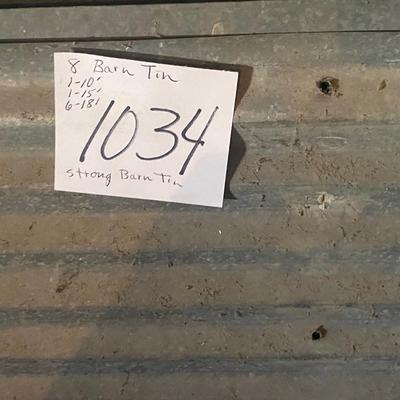 8 Barn Tin
1-10'
1-15'
6-18'
1034
strong Barn Tin